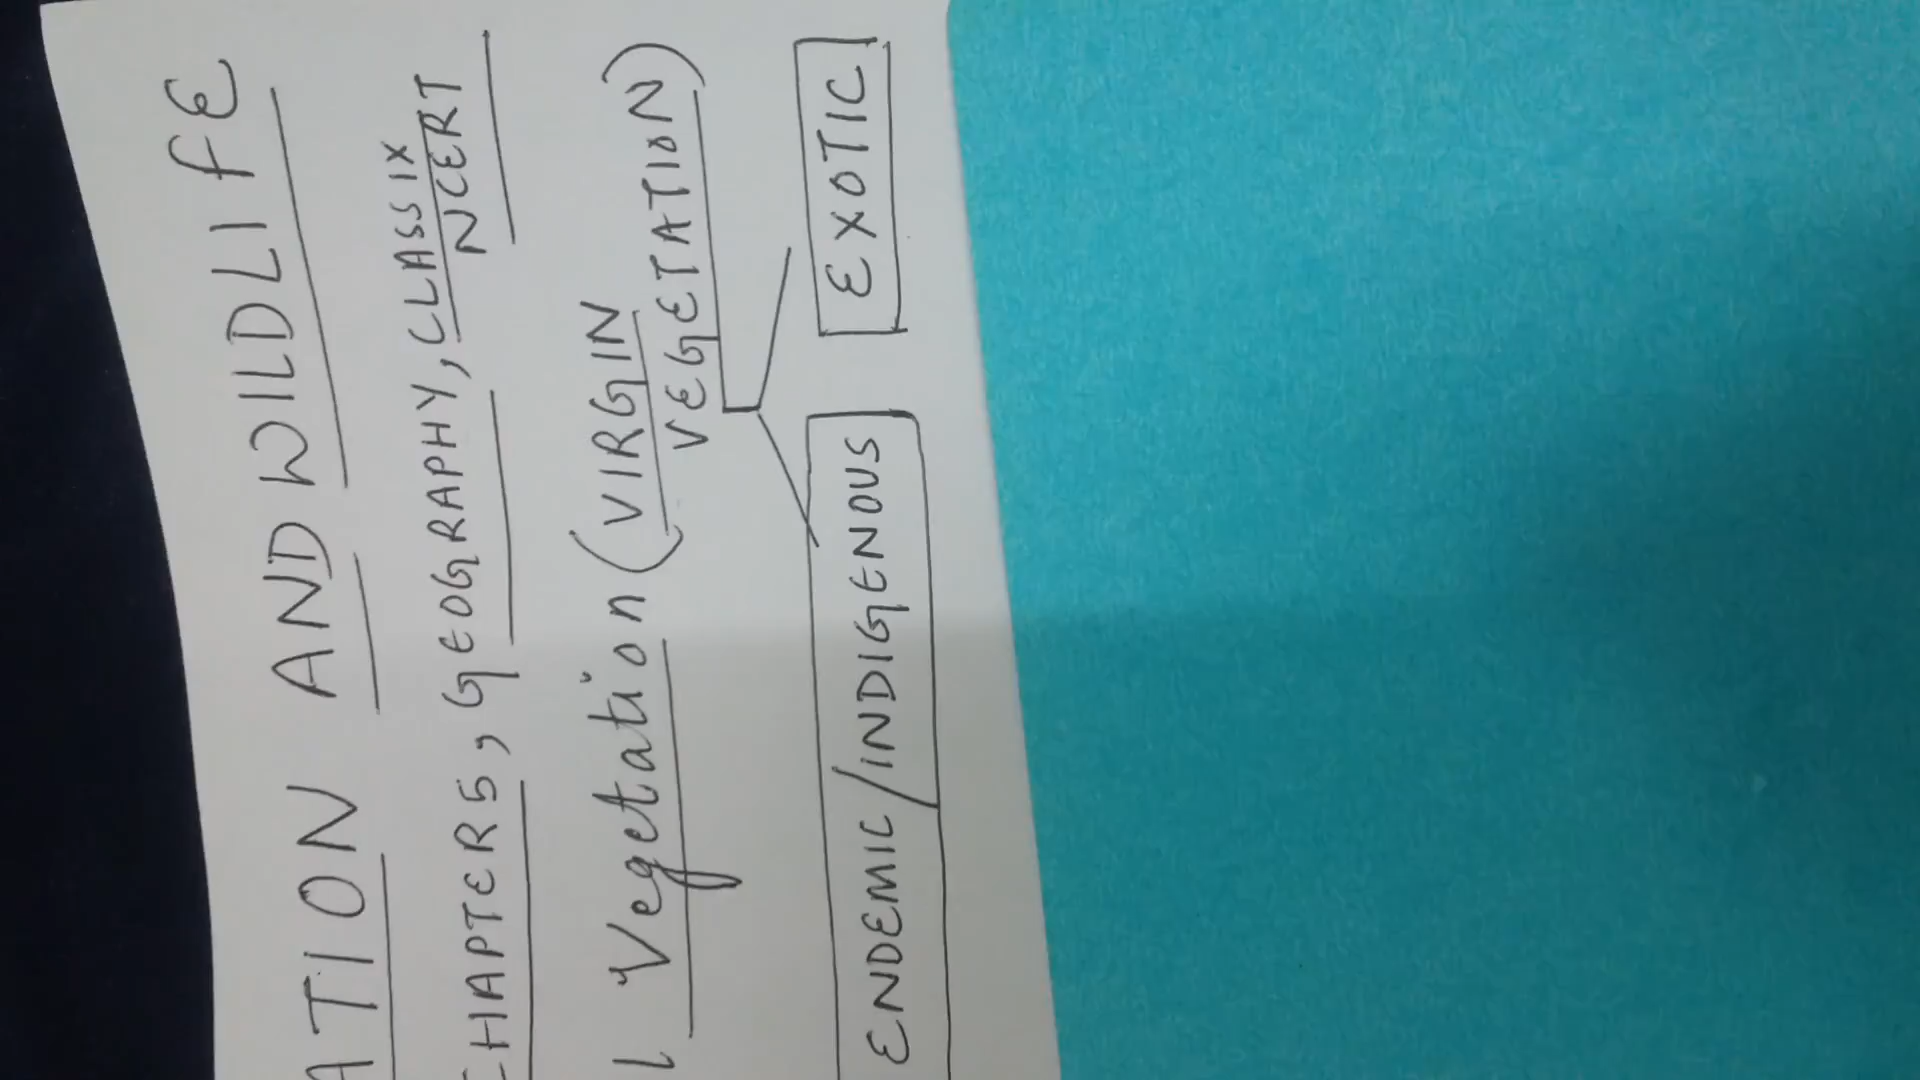 ATION AND WILDLIFE
CHAPTER 5, GEOGRAPHY, CLASS IX
NCERT
l Vegetation (VIRGIN
VEGETATION)
ENDEMIC/INDIGENOUS EXOTIC